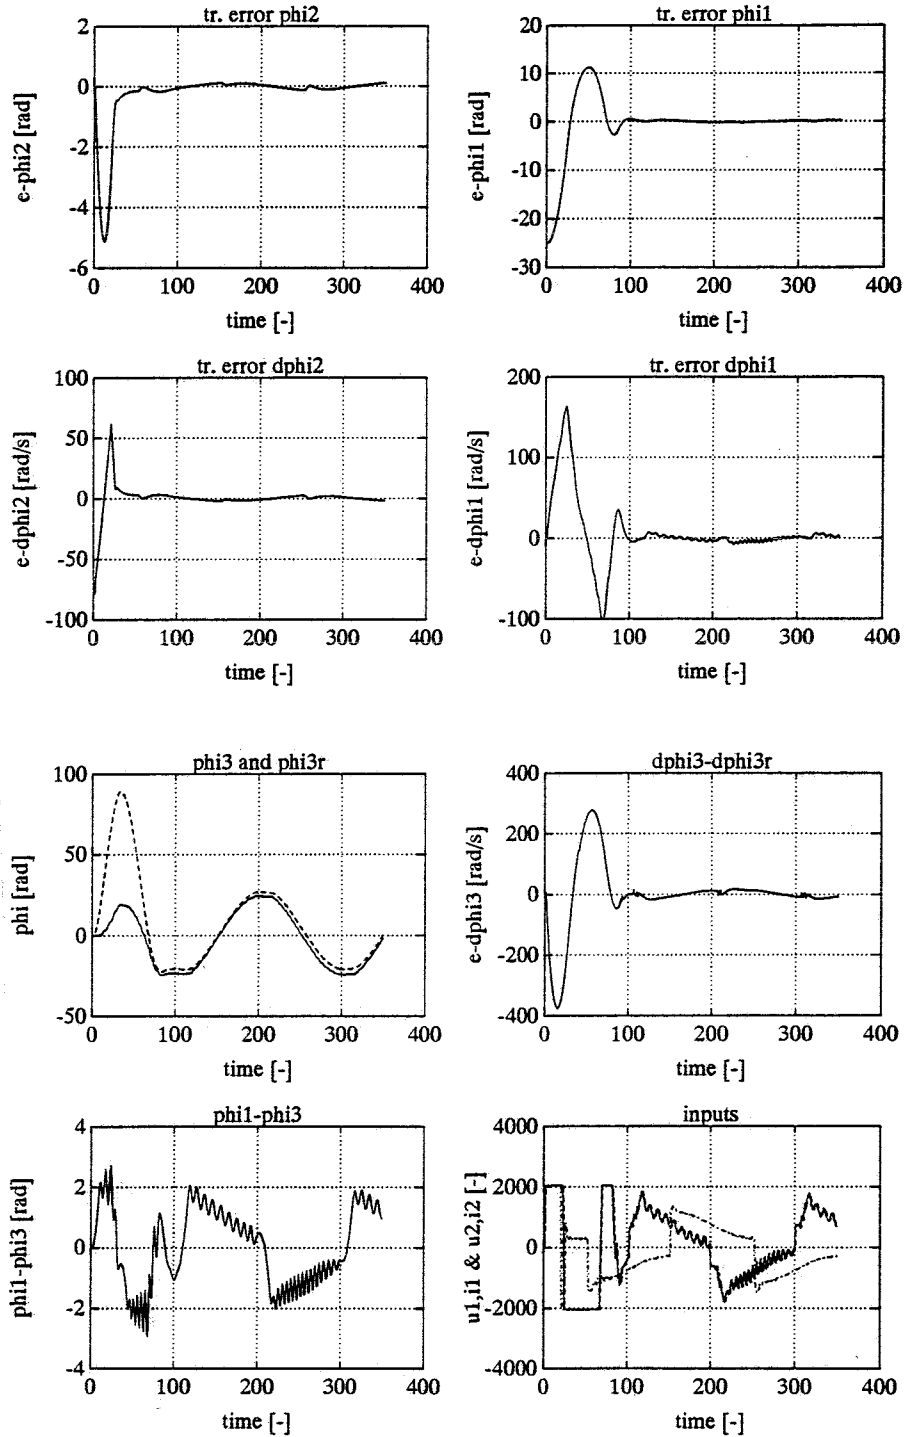 tr. error phi2
2
0
-2
-4
-6
e-phi2 [rad]
0 100 200 300 400
time [-]
tr. error phi1
20
10
0
-10
-20
-30
e-phi1 [rad]
0 100 200 300 400
time [-]
tr. error dphi2
100
50
0
-50
-100
e-dphi2 [rad/s]
0 100 200 300 400
time [-]
tr. error dphi1
200
100
0
-100
e-dphi1 [rad/s]
0 100 200 300 400
time [-]
phi3 and phi3r
100
50
0
-50
phi [rad]
0 100 200 300 400
time [-]
dphi3-dphi3r
400
200
0
-200
-400
e-dphi3 [rad/s]
0 100 200 300 400
time [-]
phi1-phi3
4
2
0
-2
-4
phi1-phi3 [rad]
0 100 200 300 400
time [-]
inputs
4000
2000
0
-2000
-4000
u1,i1 & u2,i2 [-]
0 100 200 300 400
time [-]